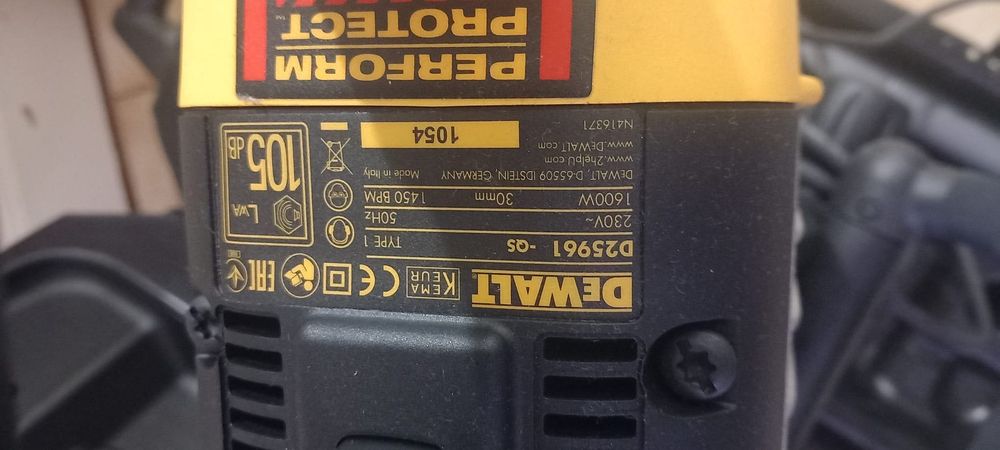 DEWALT KEMA KEUR CE EAC
D25961 -QS TYPE 1
230V~ 50Hz
1600W 30mm 1450 BPM
DEWALT, D-65509 IDSTEIN, GERMANY Made in Italy
www.2helpU.com
www.DEWALT.com
N416371
1054
LWA
105
dB
PERFORM
PROTECT™